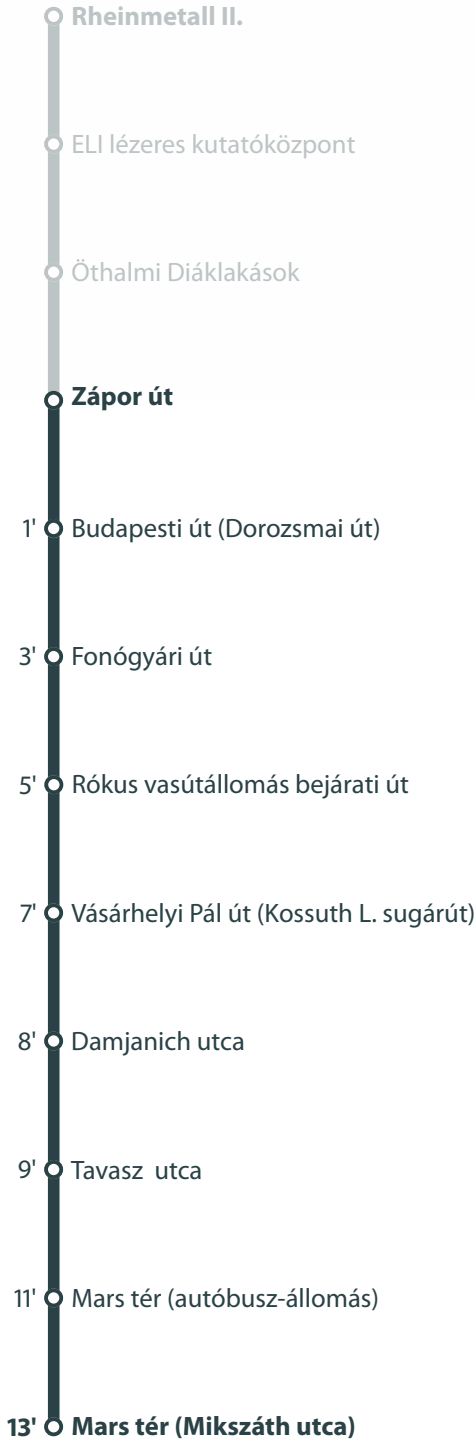 Rheinmetall II.
ELI lézeres kutatóközpont
Öthalmi Diáklakások
Zápor út
1' Budapesti út (Dorozsmai út)
3' Fonógyári út
5' Rókus vasútállomás bejárati út
7' Vásárhelyi Pál út (Kossuth L. sugárút)
8' Damjanich utca
9' Tavasz utca
11' Mars tér (autóbusz-állomás)
13' Mars tér (Mikszáth utca)